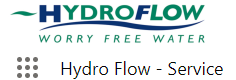 HYDROFLOW
WORRY FREE WATER
Hydro Flow - Service